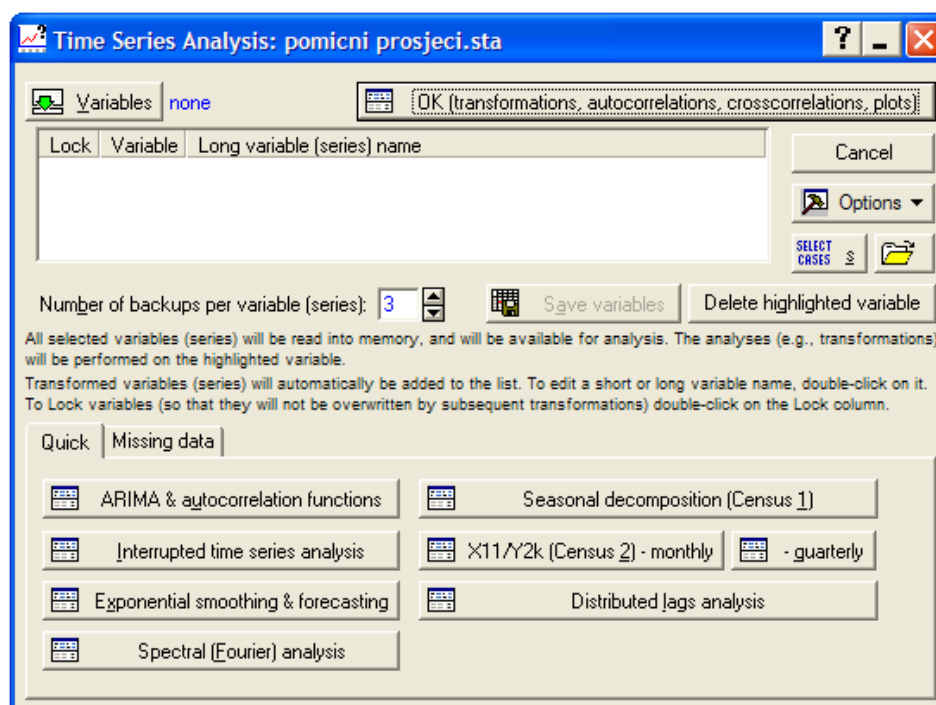 Time Series Analysis: pomicni prosjeci.sta
Variables none
OK (transformations, autocorrelations, crosscorrelations, plots)
Lock Variable Long variable (series) name
Cancel
Options
SELECT CASES S
Number of backups per variable (series): 3
Save variables
Delete highlighted variable
All selected variables (series) will be read into memory, and will be available for analysis. The analyses (e.g., transformations)
will be performed on the highlighted variable.
Transformed variables (series) will automatically be added to the list. To edit a short or long variable name, double-click on it.
To Lock variables (so that they will not be overwritten by subsequent transformations) double-click on the Lock column.
Quick Missing data
ARIMA & autocorrelation functions
Seasonal decomposition (Census 1)
Interrupted time series analysis
X11/Y2k (Census 2) - monthly
- guarterly
Exponential smoothing & forecasting
Distributed lags analysis
Spectral (Fourier) analysis